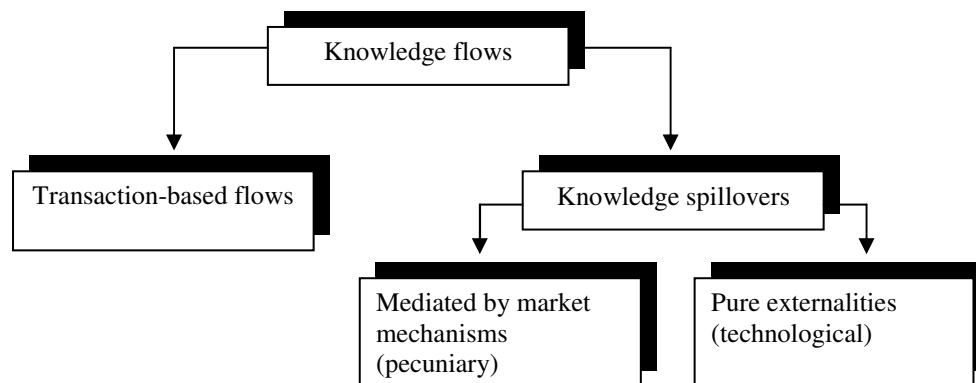 Knowledge flows
Transaction-based flows
Knowledge spillovers
Mediated by market
mechanisms
(pecuniary)
Pure externalities
(technological)